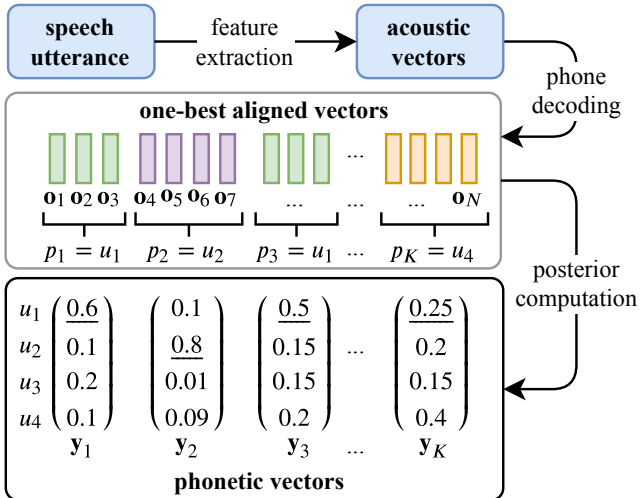 speech utterance
feature extraction
acoustic vectors
phone decoding
one-best aligned vectors
...
o1 o2 o3 o4 o5 o6 o7 ... ... ... oN
p1 = u1 p2 = u2 p3 = u1 ... pK = u4
posterior computation
u1 0.6 0.1 0.5 0.25
u2 0.1 0.8 0.15 ... 0.2
u3 0.2 0.01 0.15 0.15
u4 0.1 0.09 0.2 0.4
y1 y2 y3 ... yK
phonetic vectors